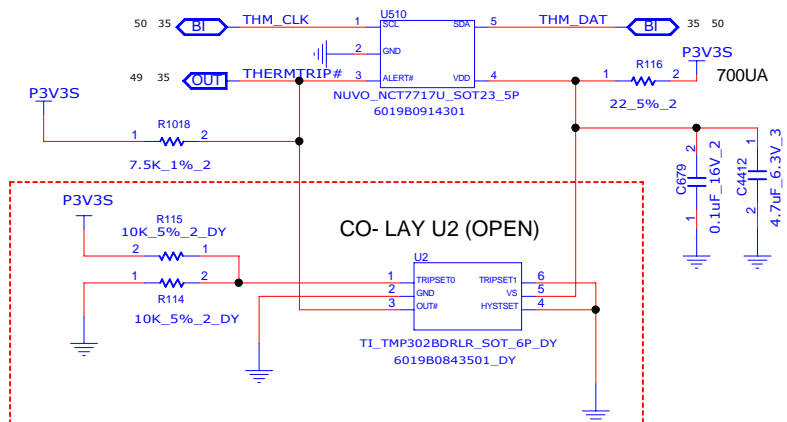 U510
50 35 BI THM_CLK 1 SCL SDA 5 THM_DAT BI 35 50
2 GND
R116
P3V3S
49 35 OUT THERMTRIP# 3 ALERT# VDD 4 1 2 700UA
NUVO_NCT7717U_SOT23_5P
22_5%_2
6019B0914301
P3V3S
R1018
1 2
7.5K_1%_2
2 C679 1
0.1uF_16V_2
1 C4412 2
4.7uF_6.3V_3
P3V3S
R115
10K_5%_2_DY
2 1
CO- LAY U2 (OPEN)
U2
1 2
R114
10K_5%_2_DY
1 TRIPSET0 TRIPSET1 6
2 GND VS 5
3 OUT# HYSTSET 4
TI_TMP302BDRLR_SOT_6P_DY
6019B0843501_DY